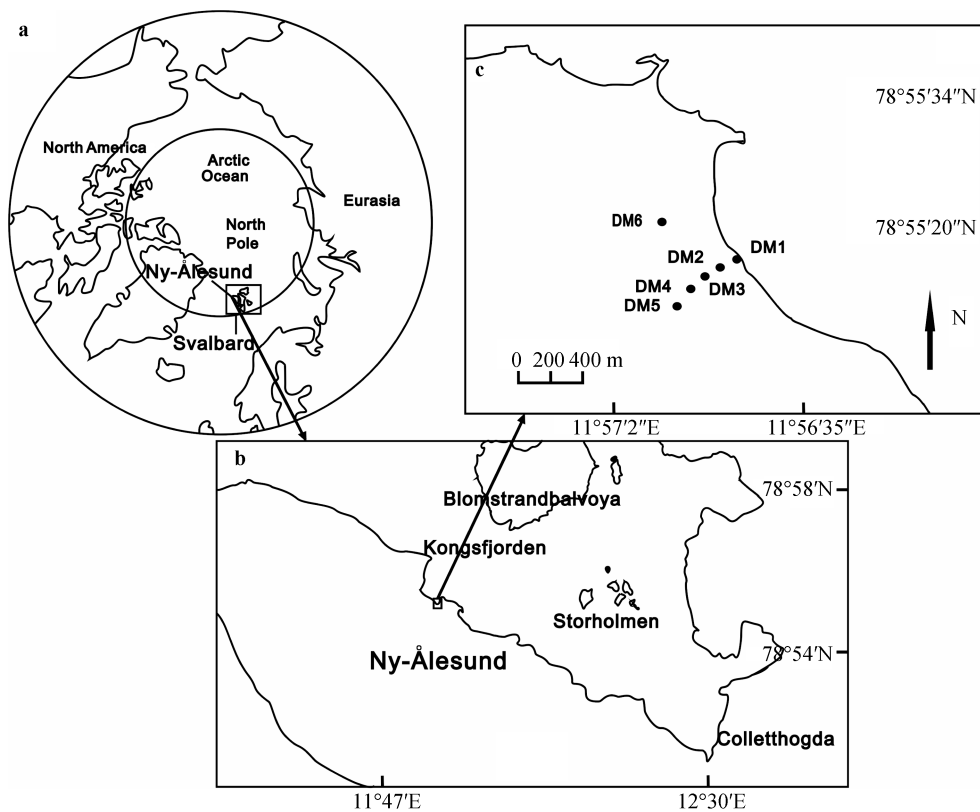 a
North America
Arctic
Ocean
Eurasia
North
Pole
Ny-Ålesund
Svalbard
c
78°55′34″N
DM6
78°55′20″N
DM1
DM2
DM4
DM3
DM5
N
0 200 400 m
11°57′2″E
11°56′35″E
b
Blomstrandbalvoya
78°58′N
Kongsfjorden
Storholmen
Ny-Ålesund
78°54′N
Colletthogda
11°47′E
12°30′E